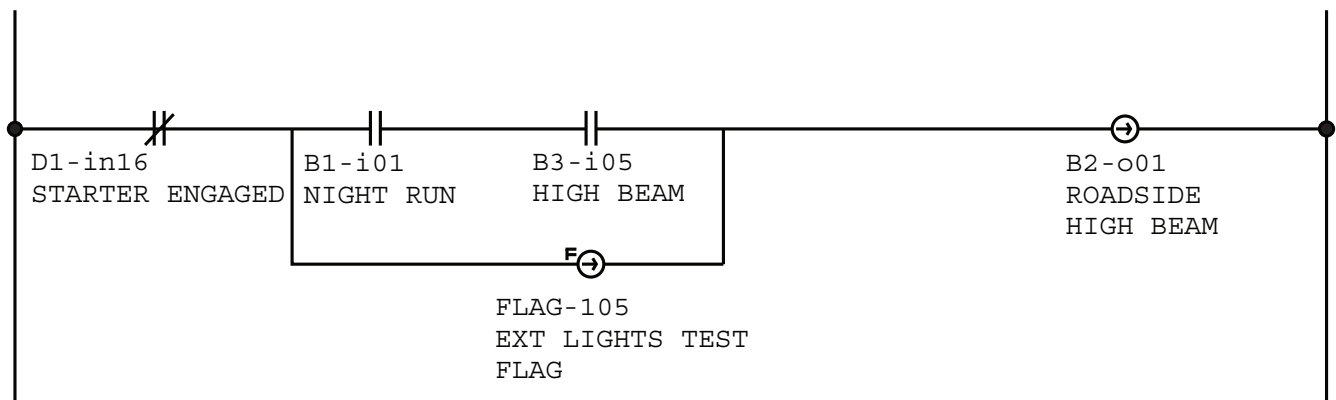 D1-in16
STARTER ENGAGED
B1-i01
NIGHT RUN
B3-i05
HIGH BEAM
B2-o01
ROADSIDE
HIGH BEAM
F
FLAG-105
EXT LIGHTS TEST
FLAG